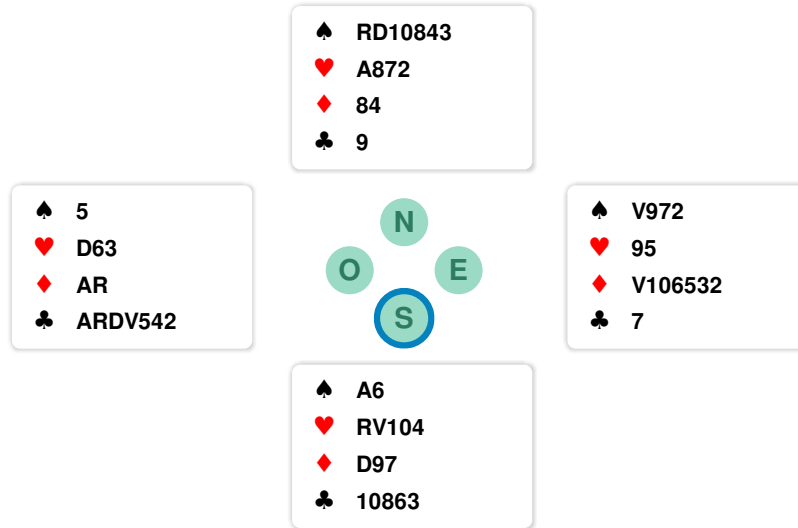 ♠ RD10843
♥ A872
♦ 84
♣ 9
♠ 5
♥ D63
♦ AR
♣ ARDV542
N
O E
S
♠ V972
♥ 95
♦ V106532
♣ 7
♠ A6
♥ RV104
♦ D97
♣ 10863